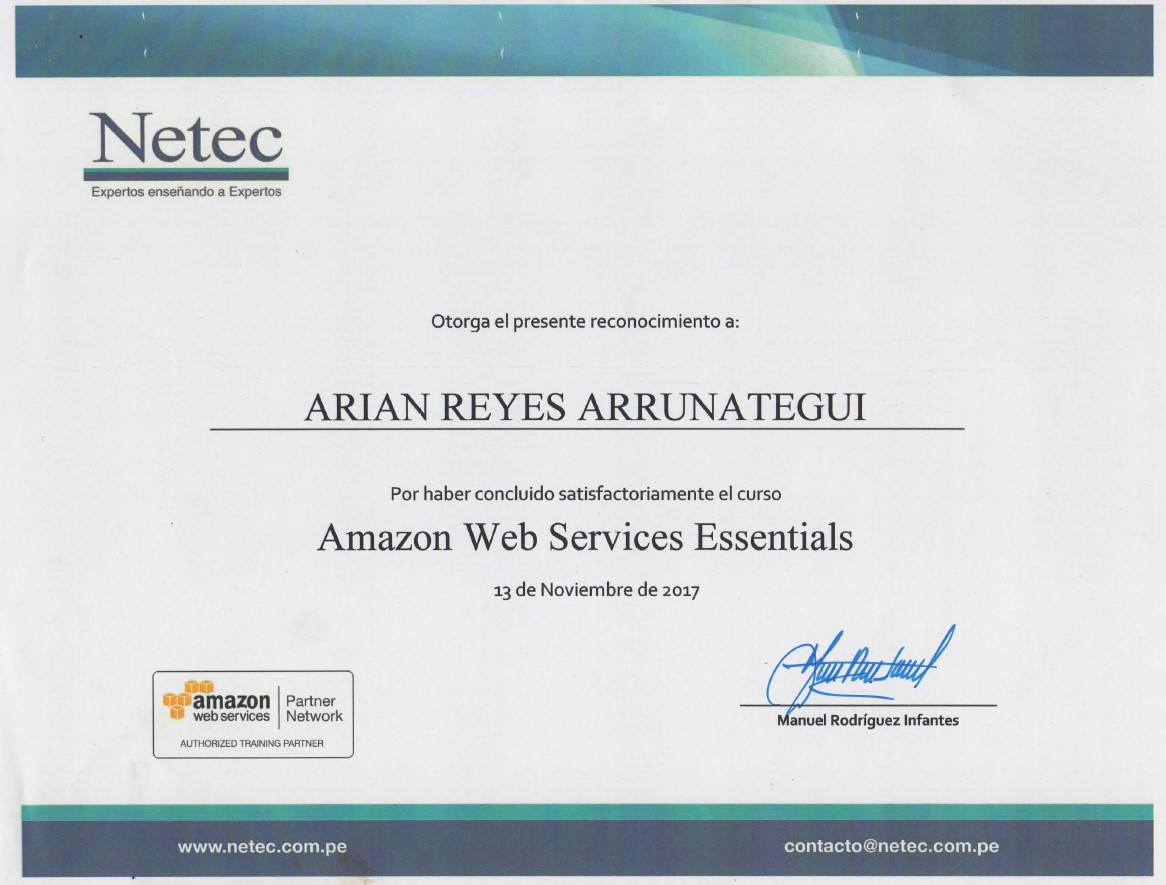 Netec
Expertos enseñando a Expertos
Otorga el presente reconocimiento a:
ARIAN REYES ARRUNATEGUI
Por haber concluido satisfactoriamente el curso
Amazon Web Services Essentials
13 de Noviembre de 2017
amazon
web services
Partner
Network
AUTHORIZED TRAINING PARTNER
Manuel Rodríguez Infantes
www.netec.com.pe
contacto@netec.com.pe